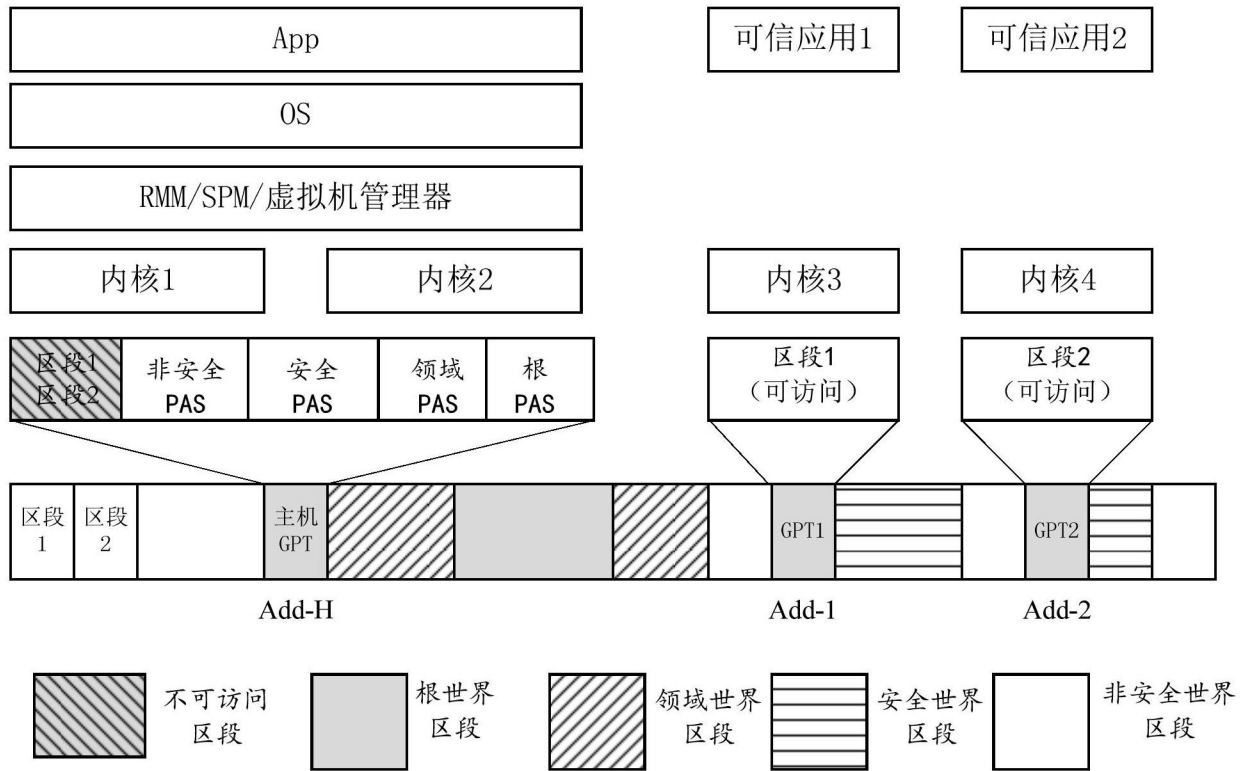 App
可信应用1
可信应用2
OS
RMM/SPM/虚拟机管理器
内核1
内核2
内核3
内核4
区段1
区段2
非安全
PAS
安全
PAS
领域
PAS
根
PAS
区段1
（可访问）
区段2
（可访问）
区段
1
区段
2
主机
GPT
GPT1
GPT2
Add-H
Add-1
Add-2
不可访问
区段
根世界
区段
领域世界
区段
安全世界
区段
非安全世界
区段